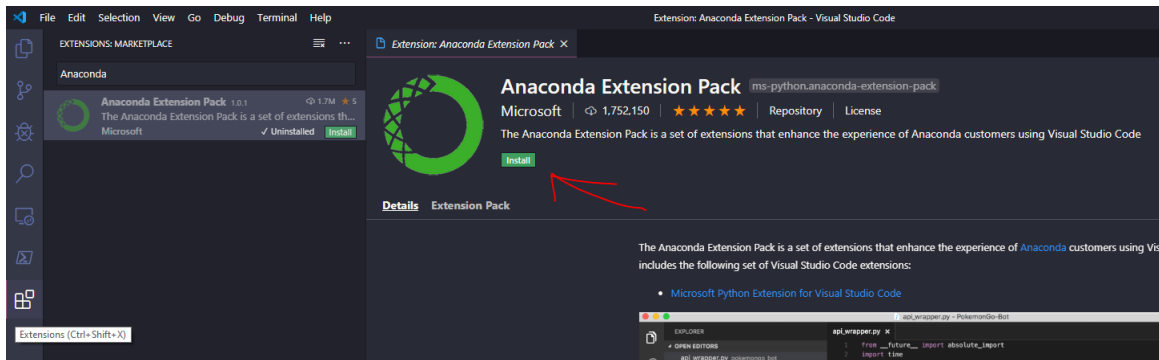 File Edit Selection View Go Debug Terminal Help
Extension: Anaconda Extension Pack - Visual Studio Code
EXTENSIONS: MARKETPLACE
Anaconda
Anaconda Extension Pack 1.0.1 1.7M ★ 5
The Anaconda Extension Pack is a set of extensions th...
Microsoft ✓ Uninstalled Install
Extensions (Ctrl+Shift+X)
Extension: Anaconda Extension Pack ×
Anaconda Extension Pack ms-python.anaconda-extension-pack
Microsoft 1,752,150 ★★★★★ Repository License
The Anaconda Extension Pack is a set of extensions that enhance the experience of Anaconda customers using Visual Studio Code
Install
Details Extension Pack
The Anaconda Extension Pack is a set of extensions that enhance the experience of Anaconda customers using Vis
includes the following set of Visual Studio Code extensions:
• Microsoft Python Extension for Visual Studio Code
api_wrapper.py - PokemonGo-Bot
EXPLORER
OPEN EDITORS
api_wrapper.py pokemongo_bot
api_wrapper.py ×
1 from __future__ import absolute_import
2 import time